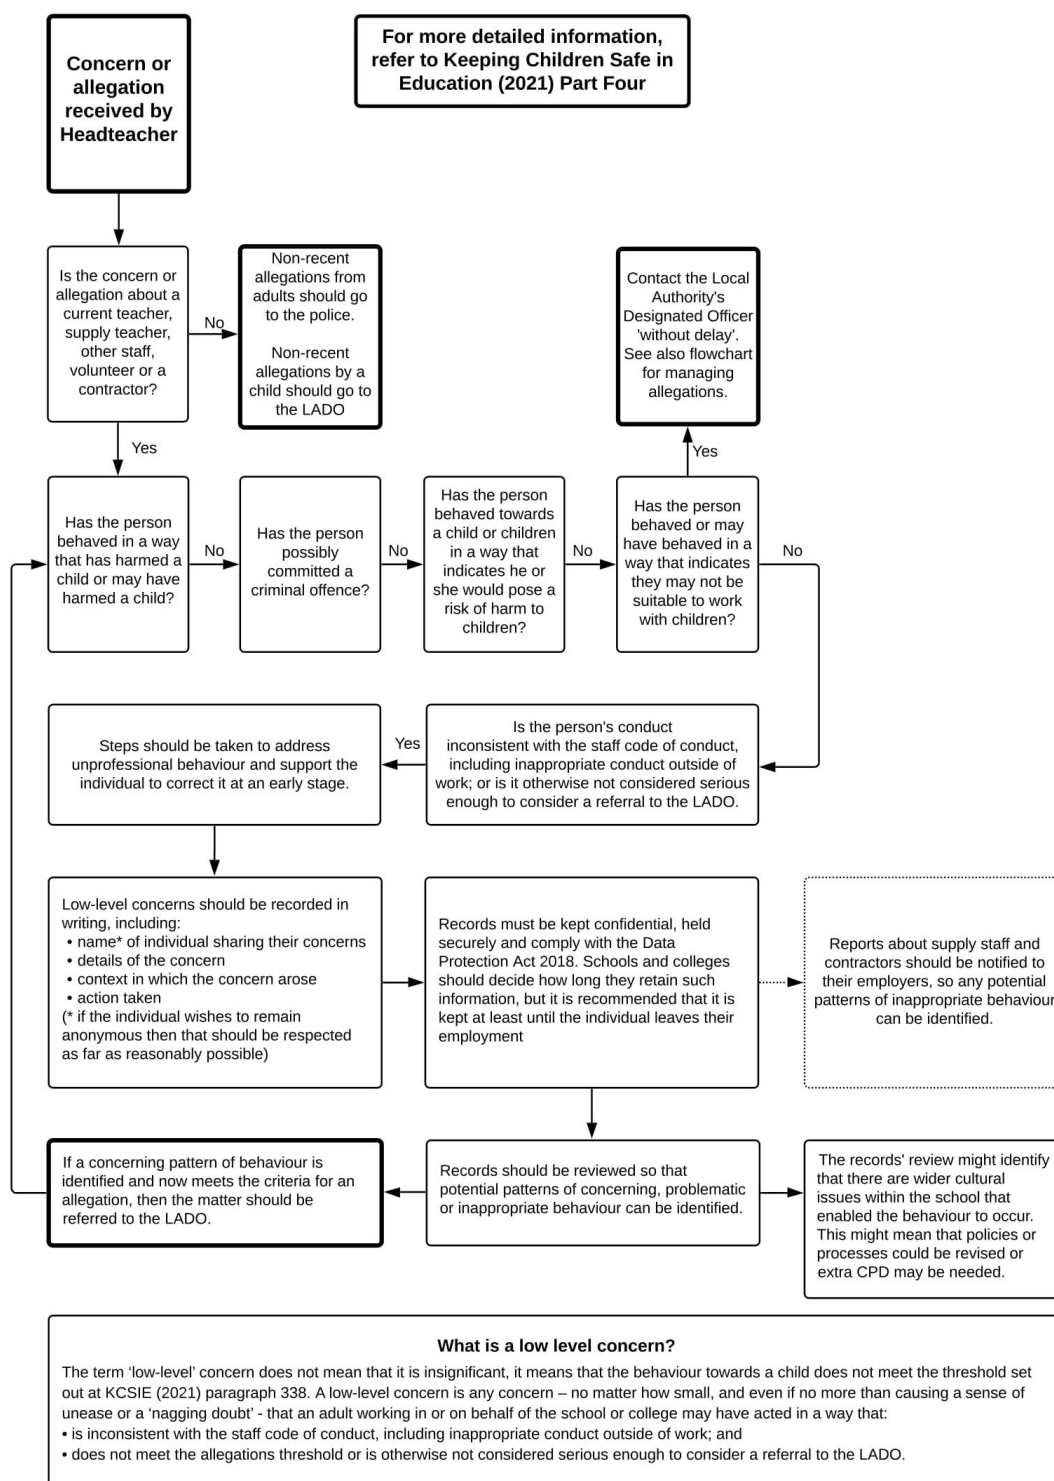 Concern or
allegation
received by
Headteacher
For more detailed information,
refer to Keeping Children Safe in
Education (2021) Part Four
Is the concern or
allegation about a
current teacher,
supply teacher,
other staff,
volunteer or a
contractor?
No
Non-recent
allegations from
adults should go
to the police.
Non-recent
allegations by a
child should go to
the LADO
Contact the Local
Authority's
Designated Officer
'without delay'.
See also flowchart
for managing
allegations.
Yes
Yes
Has the person
behaved in a way
that has harmed a
child or may have
harmed a child?
No
Has the person
possibly
committed a
criminal offence?
No
Has the person
behaved towards
a child or children
in a way that
indicates he or
she would pose a
risk of harm to
children?
No
Has the person
behaved or may
have behaved in a
way that indicates
they may not be
suitable to work
with children?
No
Steps should be taken to address
unprofessional behaviour and support the
individual to correct it at an early stage.
Yes
Is the person's conduct
inconsistent with the staff code of conduct,
including inappropriate conduct outside of
work; or is it otherwise not considered serious
enough to consider a referral to the LADO.
Low-level concerns should be recorded in
writing, including:
• name* of individual sharing their concerns
• details of the concern
• context in which the concern arose
• action taken
(* if the individual wishes to remain
anonymous then that should be respected
as far as reasonably possible)
Records must be kept confidential, held
securely and comply with the Data
Protection Act 2018. Schools and colleges
should decide how long they retain such
information, but it is recommended that it is
kept at least until the individual leaves their
employment
Reports about supply staff and
contractors should be notified to
their employers, so any potential
patterns of inappropriate behaviour
can be identified.
If a concerning pattern of behaviour is
identified and now meets the criteria for an
allegation, then the matter should be
referred to the LADO.
Records should be reviewed so that
potential patterns of concerning, problematic
or inappropriate behaviour can be identified.
The records' review might identify
that there are wider cultural
issues within the school that
enabled the behaviour to occur.
This might mean that policies or
processes could be revised or
extra CPD may be needed.
What is a low level concern?
The term ‘low-level’ concern does not mean that it is insignificant, it means that the behaviour towards a child does not meet the threshold set
out at KCSIE (2021) paragraph 338. A low-level concern is any concern – no matter how small, and even if no more than causing a sense of
unease or a ‘nagging doubt’ - that an adult working in or on behalf of the school or college may have acted in a way that:
• is inconsistent with the staff code of conduct, including inappropriate conduct outside of work; and
• does not meet the allegations threshold or is otherwise not considered serious enough to consider a referral to the LADO.